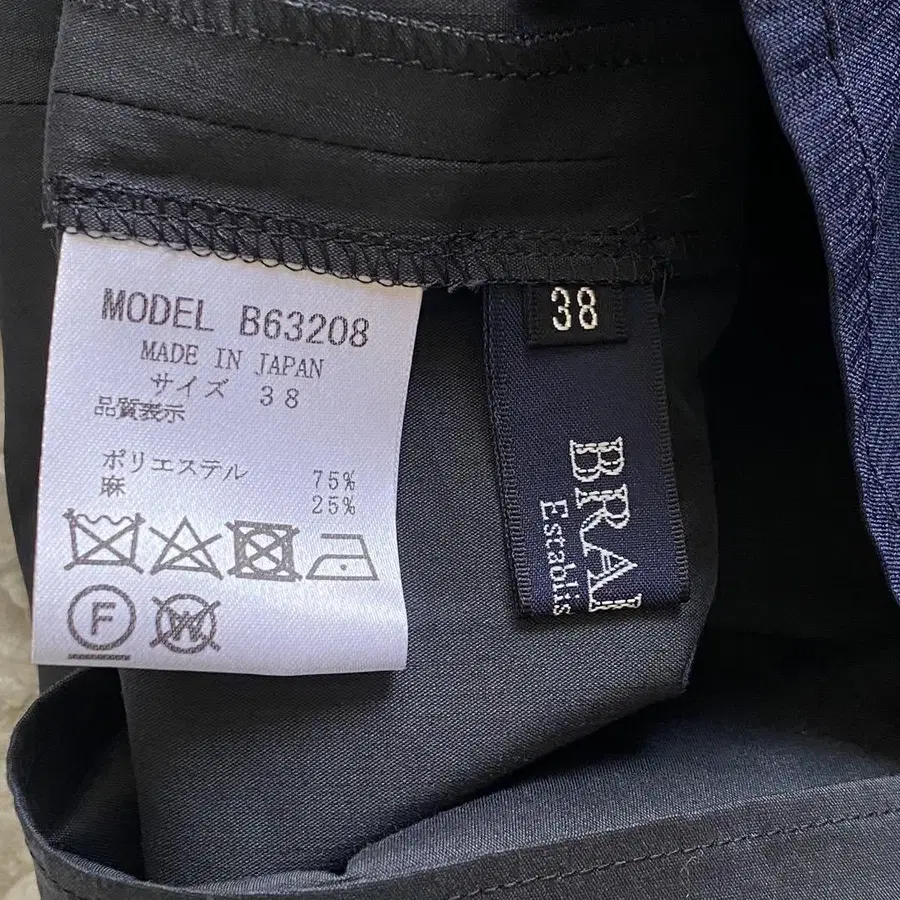 MODEL B63208
MADE IN JAPAN
サイズ 38
品質表示
ポリエステル 75%
麻 25%
F
W
38
BRA
Establis